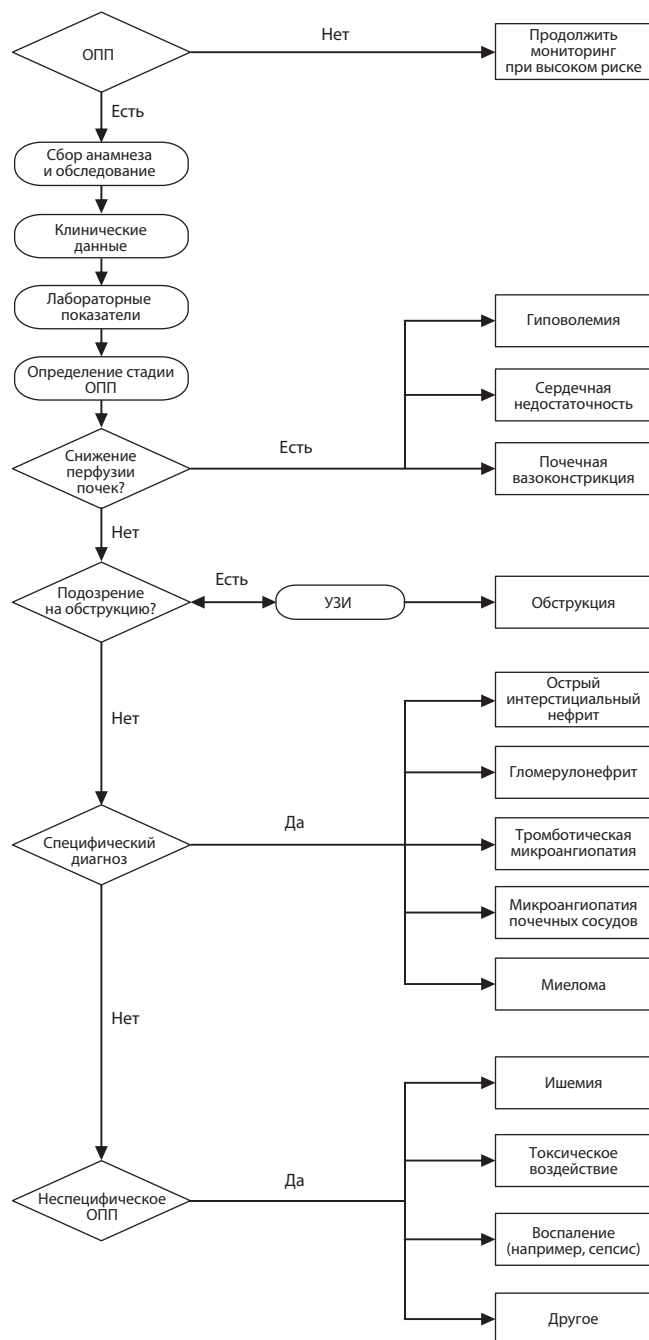 ОПП
Нет
Продолжить
мониторинг
при высоком риске
Есть
Сбор анамнеза
и обследование
Клинические
данные
Лабораторные
показатели
Гиповолемия
Определение стадии
ОПП
Сердечная
недостаточность
Снижение
перфузии
почек?
Есть
Почечная
вазоконстрикция
Нет
Подозрение
на обструкцию?
Есть
УЗИ
Обструкция
Нет
Острый
интерстициальный
нефрит
Гломерулонефрит
Специфический
диагноз
Да
Тромботическая
микроангиопатия
Микроангиопатия
почечных сосудов
Миелома
Нет
Ишемия
Токсическое
воздействие
Неспецифическое
ОПП
Да
Воспаление
(например, сепсис)
Другое